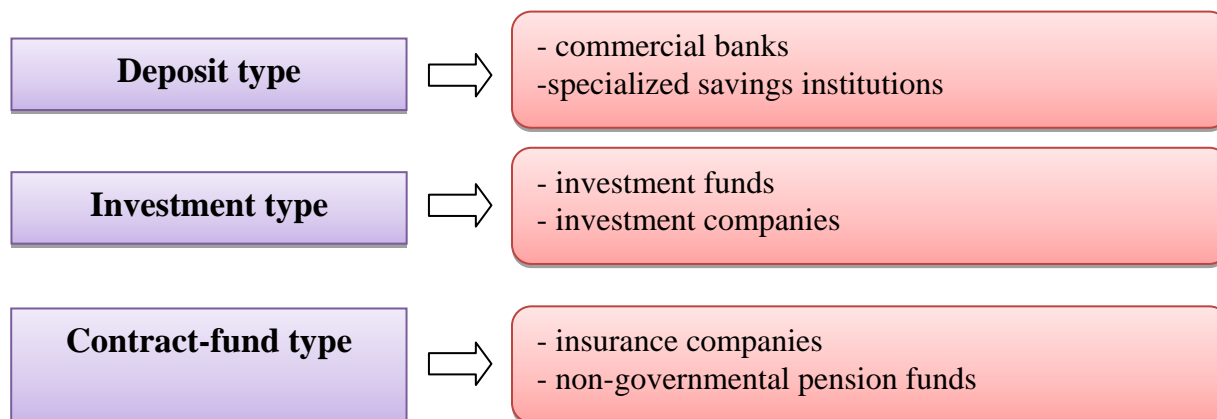 Deposit type
- commercial banks
-specialized savings institutions
Investment type
- investment funds
- investment companies
Contract-fund type
- insurance companies
- non-governmental pension funds